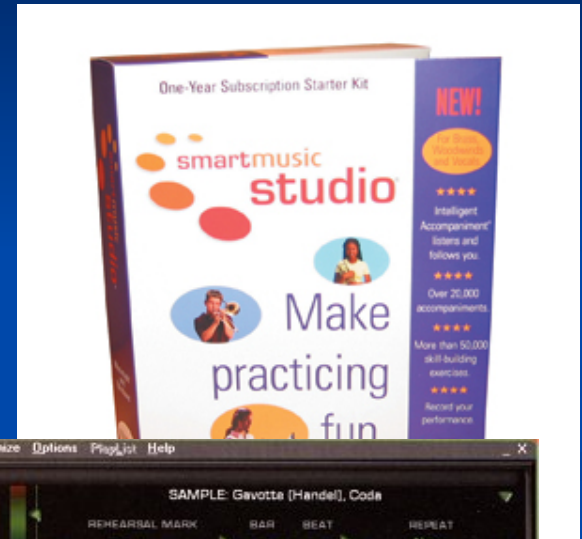 One-Year Subscription Starter Kit
smartmusic
studio
Make
practicing
fun
NEW!
For Brass,
Woodwinds
and Vocals
Intelligent
Accompaniment
listens and
follows you.
Over 20,000
accompaniments.
More than 50,000
skill-building
exercises.
Record your
performance
Options PlayList Help
SAMPLE: Gavotte (Handel), Coda
REHEARSAL MARK BAR BEAT REPEAT